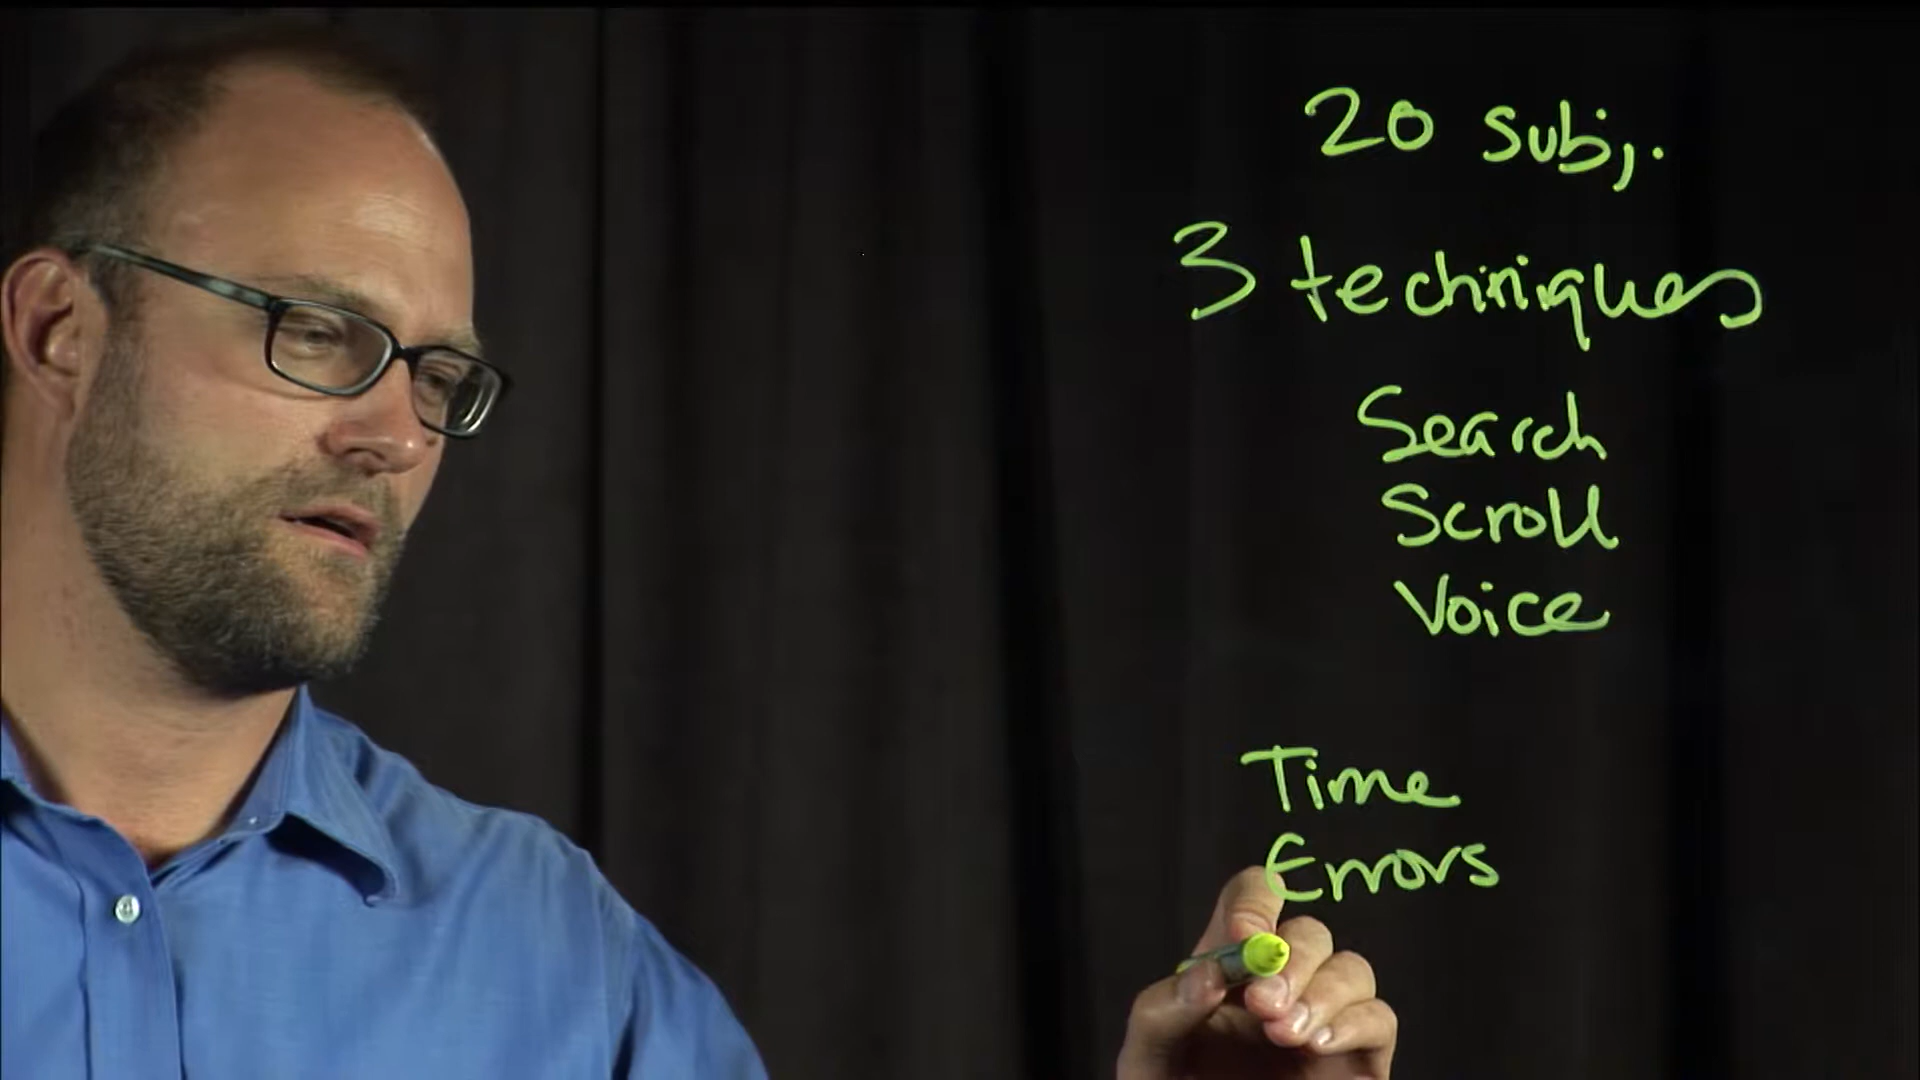 20 subj.
3 techniques
Search
Scroll
Voice
Time
Errors